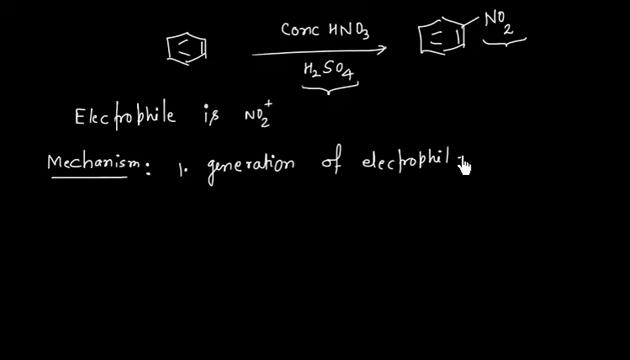 Conc HNO₃
H₂SO₄
NO₂
Electrophile is NO₂⁺
Mechanism: 1. generation of electrophil